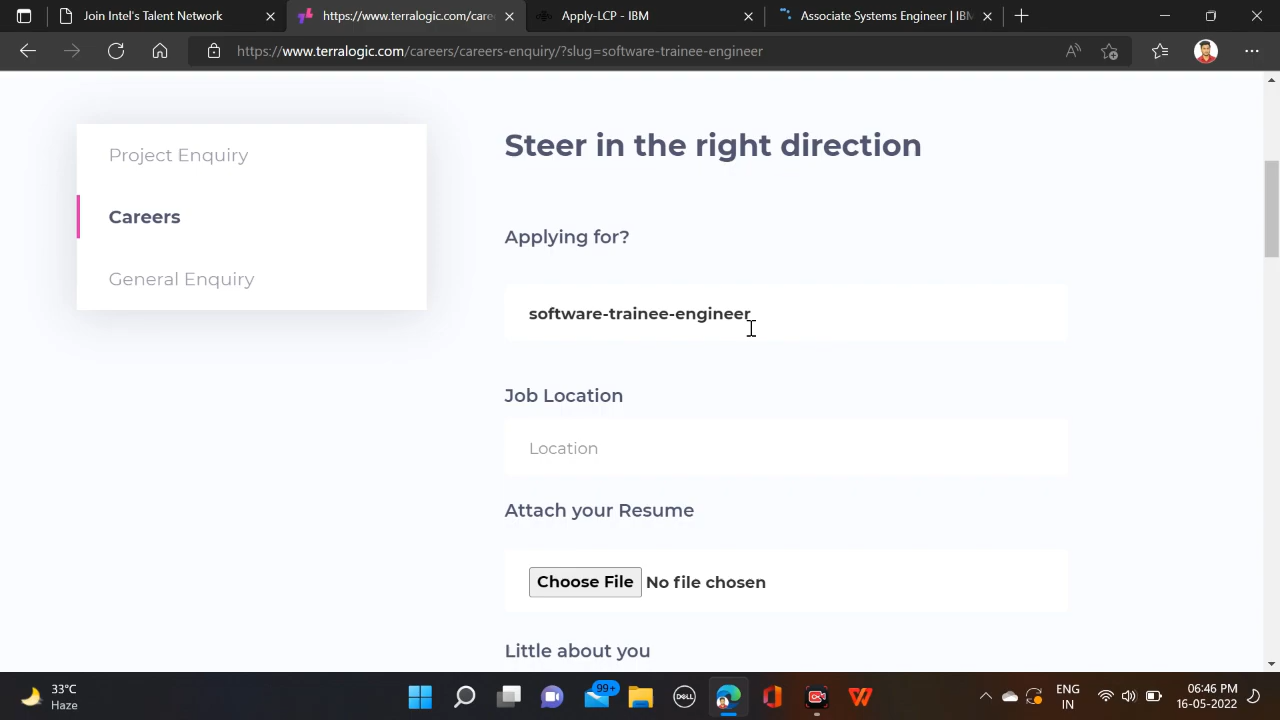 Join Intel's Talent Network
https://www.terralogic.com/care
Apply-LCP - IBM
Associate Systems Engineer | IBM
https://www.terralogic.com/careers/careers-enquiry/?slug=software-trainee-engineer
Project Enquiry
Careers
General Enquiry
Steer in the right direction
Applying for?
software-trainee-engineer
Job Location
Location
Attach your Resume
Choose File No file chosen
Little about you
33°C
Haze
99+
DELL
ENG
IN
06:46 PM
16-05-2022